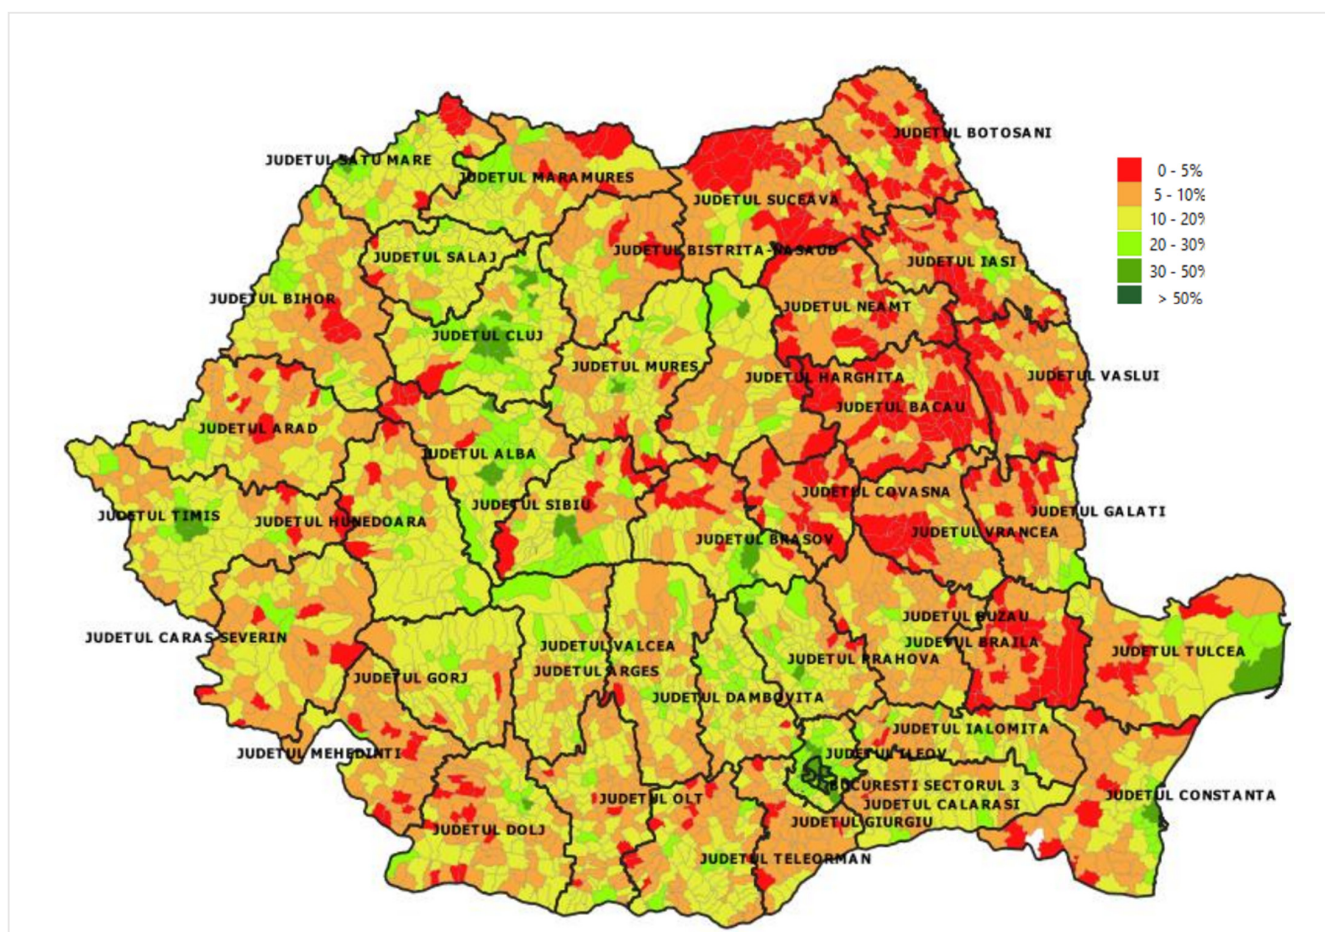 JUDETUL BOTOSANI
JUDETUL SATU MARE
JUDETUL MARAMURES
JUDETUL SUCEAVA
JUDETUL BISTRITA-NASAUD
JUDETUL SALAJ
JUDETUL IASI
JUDETUL BIHOR
JUDETUL NEAMT
JUDETUL CLUJ
JUDETUL MURES
JUDETUL HARGHITA
JUDETUL VASLUI
JUDETUL BACAU
JUDETUL ARAD
JUDETUL ALBA
JUDETUL COVASNA
JUDETUL SIBIU
JUDETUL GALATI
JUDETUL TIMIS
JUDETUL HUNEDOARA
JUDETUL VRANCEA
JUDETUL BRASOV
JUDETUL BUZAU
JUDETUL CARAS-SEVERIN
JUDETUL BRAILA
JUDETUL VALCEA
JUDETUL TULCEA
JUDETUL PRAHOVA
JUDETUL ARGES
JUDETUL GORJ
JUDETUL DAMBOVITA
JUDETUL IALOMITA
JUDETUL MEHEDINTI
JUDETUL ILFOV
BUCURESTI SECTORUL 3
JUDETUL CONSTANTA
JUDETUL OLT
JUDETUL CALARASI
JUDETUL GIURGIU
JUDETUL DOLJ
JUDETUL TELEORMAN
0 - 5%
5 - 10%
10 - 20%
20 - 30%
30 - 50%
> 50%